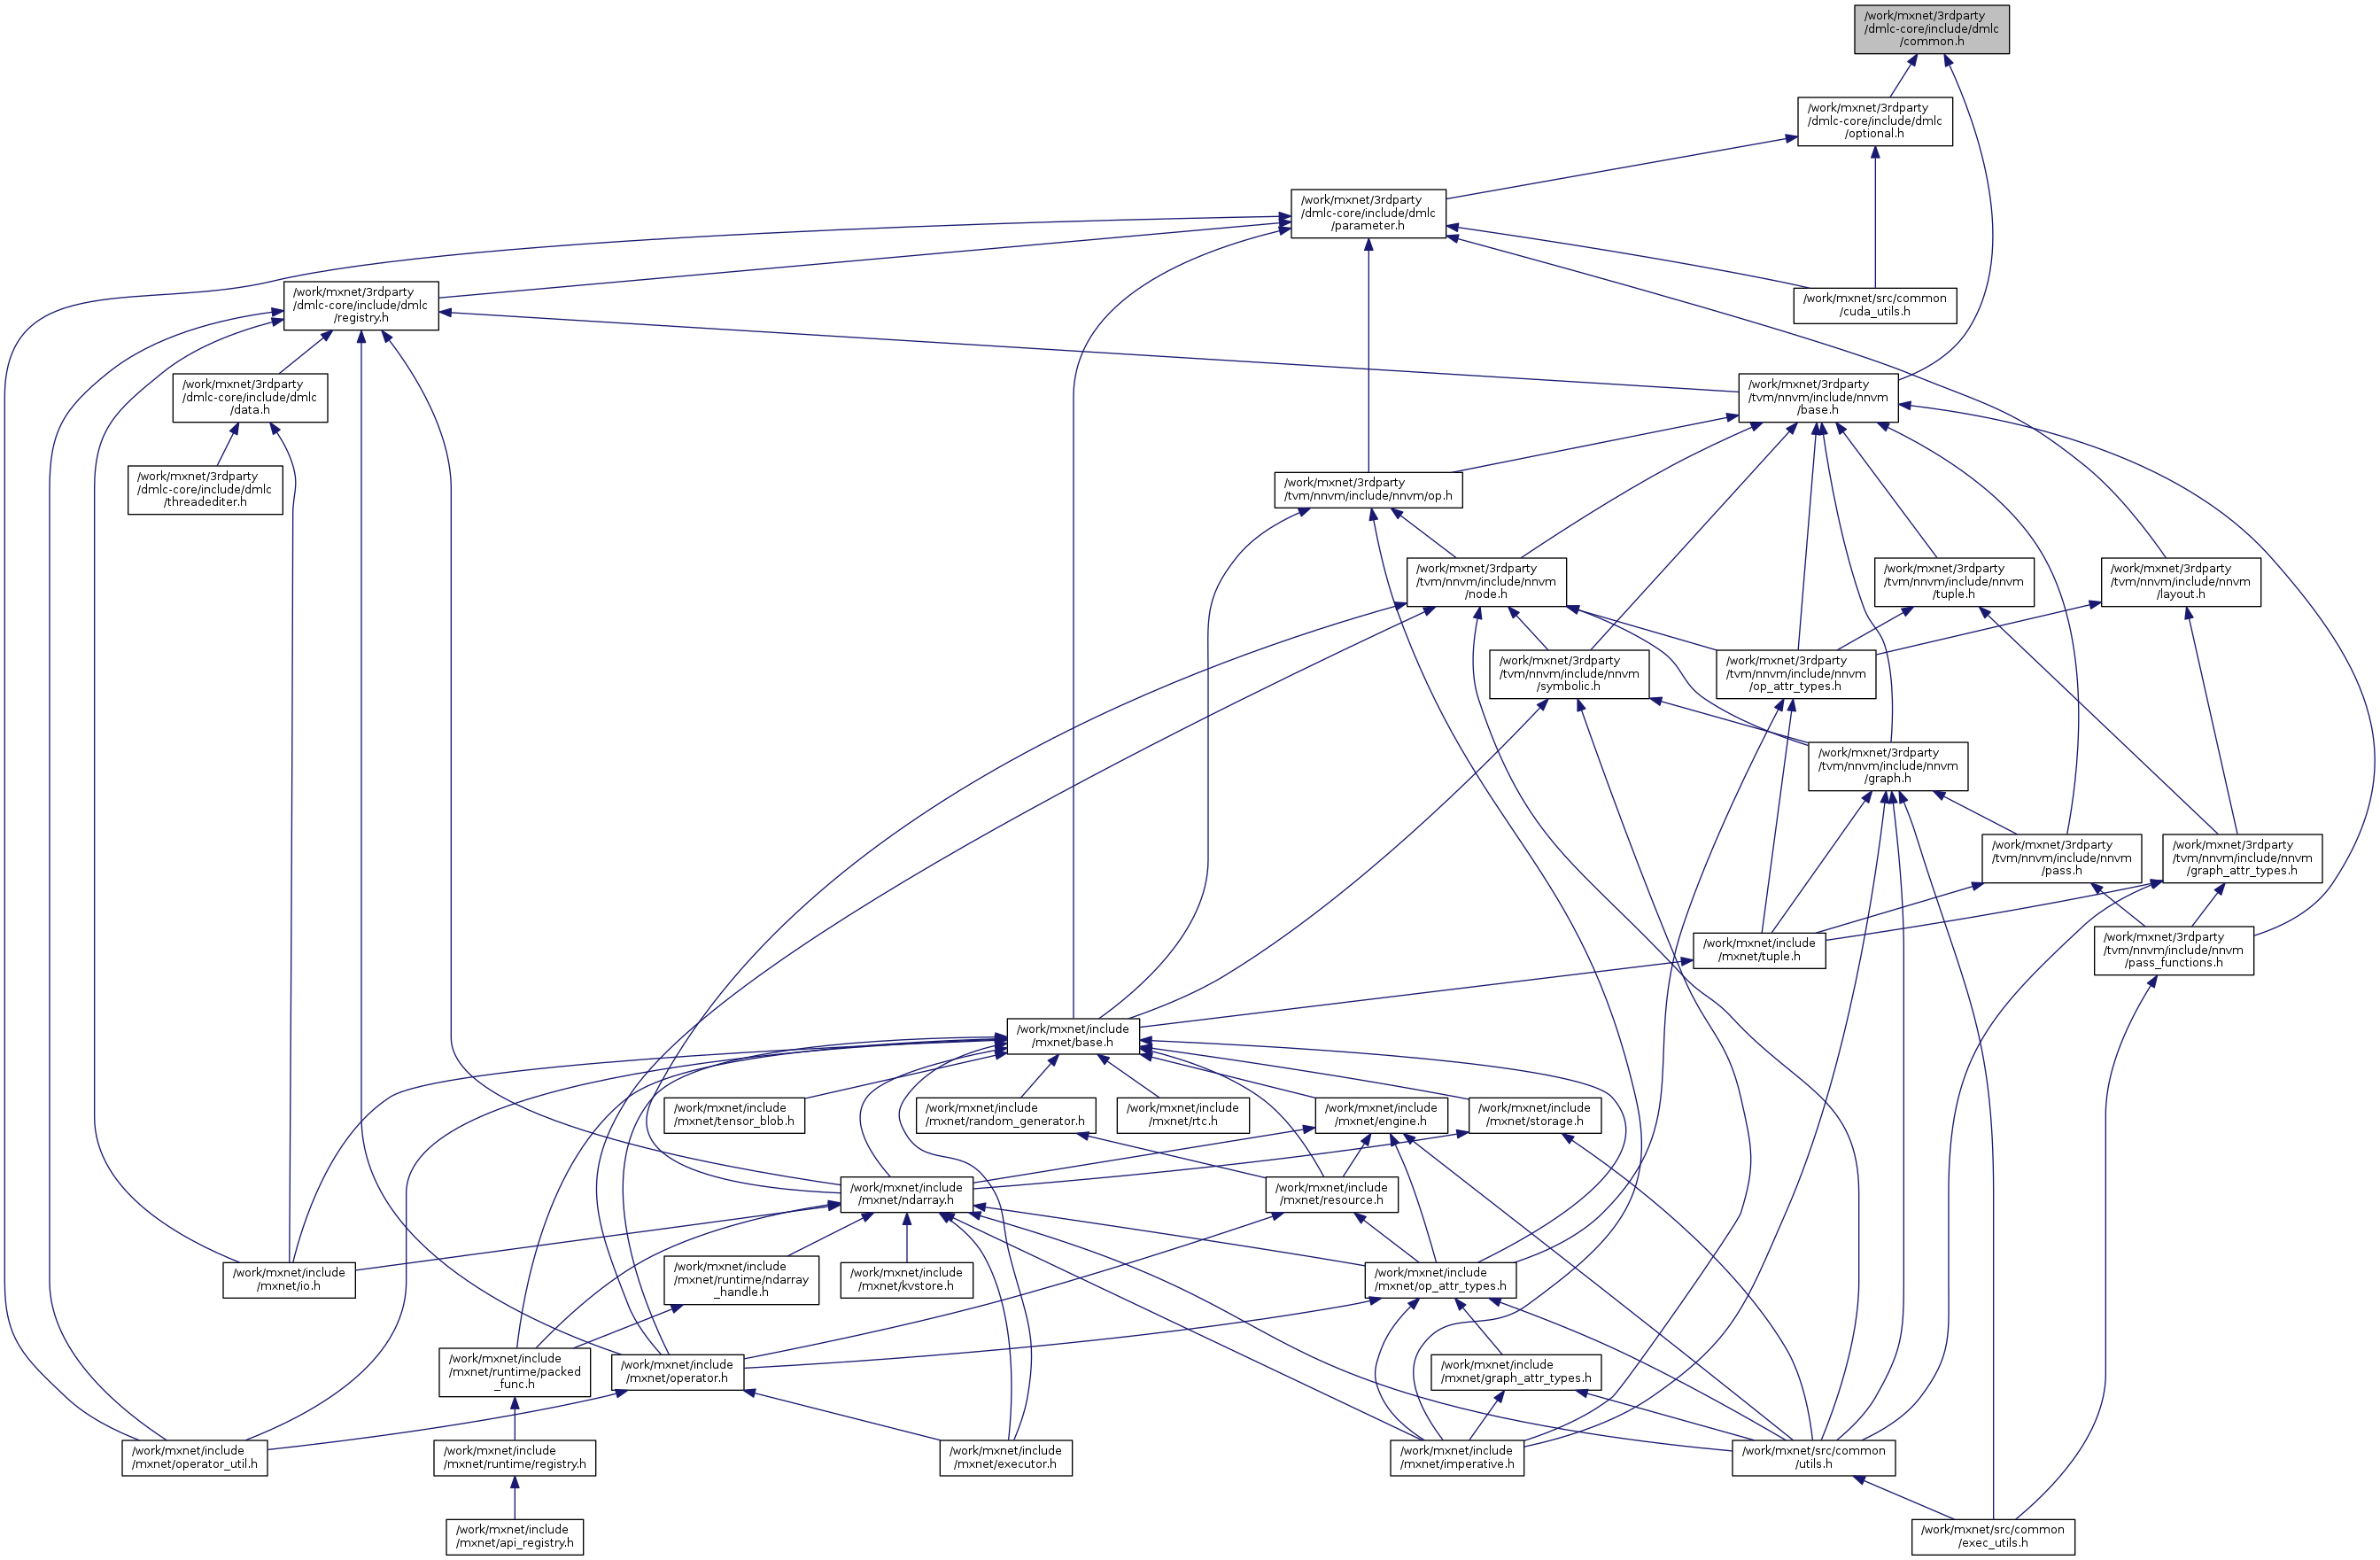 /work/mxnet/3rdparty
/dmlc-core/include/dmlc
/common.h
/work/mxnet/3rdparty
/dmlc-core/include/dmlc
/optional.h
/work/mxnet/3rdparty
/dmlc-core/include/dmlc
/parameter.h
/work/mxnet/3rdparty
/dmlc-core/include/dmlc
/registry.h
/work/mxnet/src/common
/cuda_utils.h
/work/mxnet/3rdparty
/dmlc-core/include/dmlc
/data.h
/work/mxnet/3rdparty
/tvm/nnvm/include/nnvm
/base.h
/work/mxnet/3rdparty
/dmlc-core/include/dmlc
/threadediter.h
/work/mxnet/3rdparty
/tvm/nnvm/include/nnvm/op.h
/work/mxnet/3rdparty
/tvm/nnvm/include/nnvm
/node.h
/work/mxnet/3rdparty
/tvm/nnvm/include/nnvm
/tuple.h
/work/mxnet/3rdparty
/tvm/nnvm/include/nnvm
/layout.h
/work/mxnet/3rdparty
/tvm/nnvm/include/nnvm
/symbolic.h
/work/mxnet/3rdparty
/tvm/nnvm/include/nnvm
/op_attr_types.h
/work/mxnet/3rdparty
/tvm/nnvm/include/nnvm
/graph.h
/work/mxnet/3rdparty
/tvm/nnvm/include/nnvm
/pass.h
/work/mxnet/3rdparty
/tvm/nnvm/include/nnvm
/graph_attr_types.h
/work/mxnet/include
/mxnet/tuple.h
/work/mxnet/3rdparty
/tvm/nnvm/include/nnvm
/pass_functions.h
/work/mxnet/include
/mxnet/base.h
/work/mxnet/include
/mxnet/tensor_blob.h
/work/mxnet/include
/mxnet/random_generator.h
/work/mxnet/include
/mxnet/rtc.h
/work/mxnet/include
/mxnet/engine.h
/work/mxnet/include
/mxnet/storage.h
/work/mxnet/include
/mxnet/ndarray.h
/work/mxnet/include
/mxnet/resource.h
/work/mxnet/include
/mxnet/io.h
/work/mxnet/include
/mxnet/runtime/ndarray
_handle.h
/work/mxnet/include
/mxnet/kvstore.h
/work/mxnet/include
/mxnet/op_attr_types.h
/work/mxnet/include
/mxnet/runtime/packed
_func.h
/work/mxnet/include
/mxnet/operator.h
/work/mxnet/include
/mxnet/graph_attr_types.h
/work/mxnet/include
/mxnet/operator_util.h
/work/mxnet/include
/mxnet/runtime/registry.h
/work/mxnet/include
/mxnet/executor.h
/work/mxnet/include
/mxnet/imperative.h
/work/mxnet/src/common
/utils.h
/work/mxnet/include
/mxnet/api_registry.h
/work/mxnet/src/common
/exec_utils.h